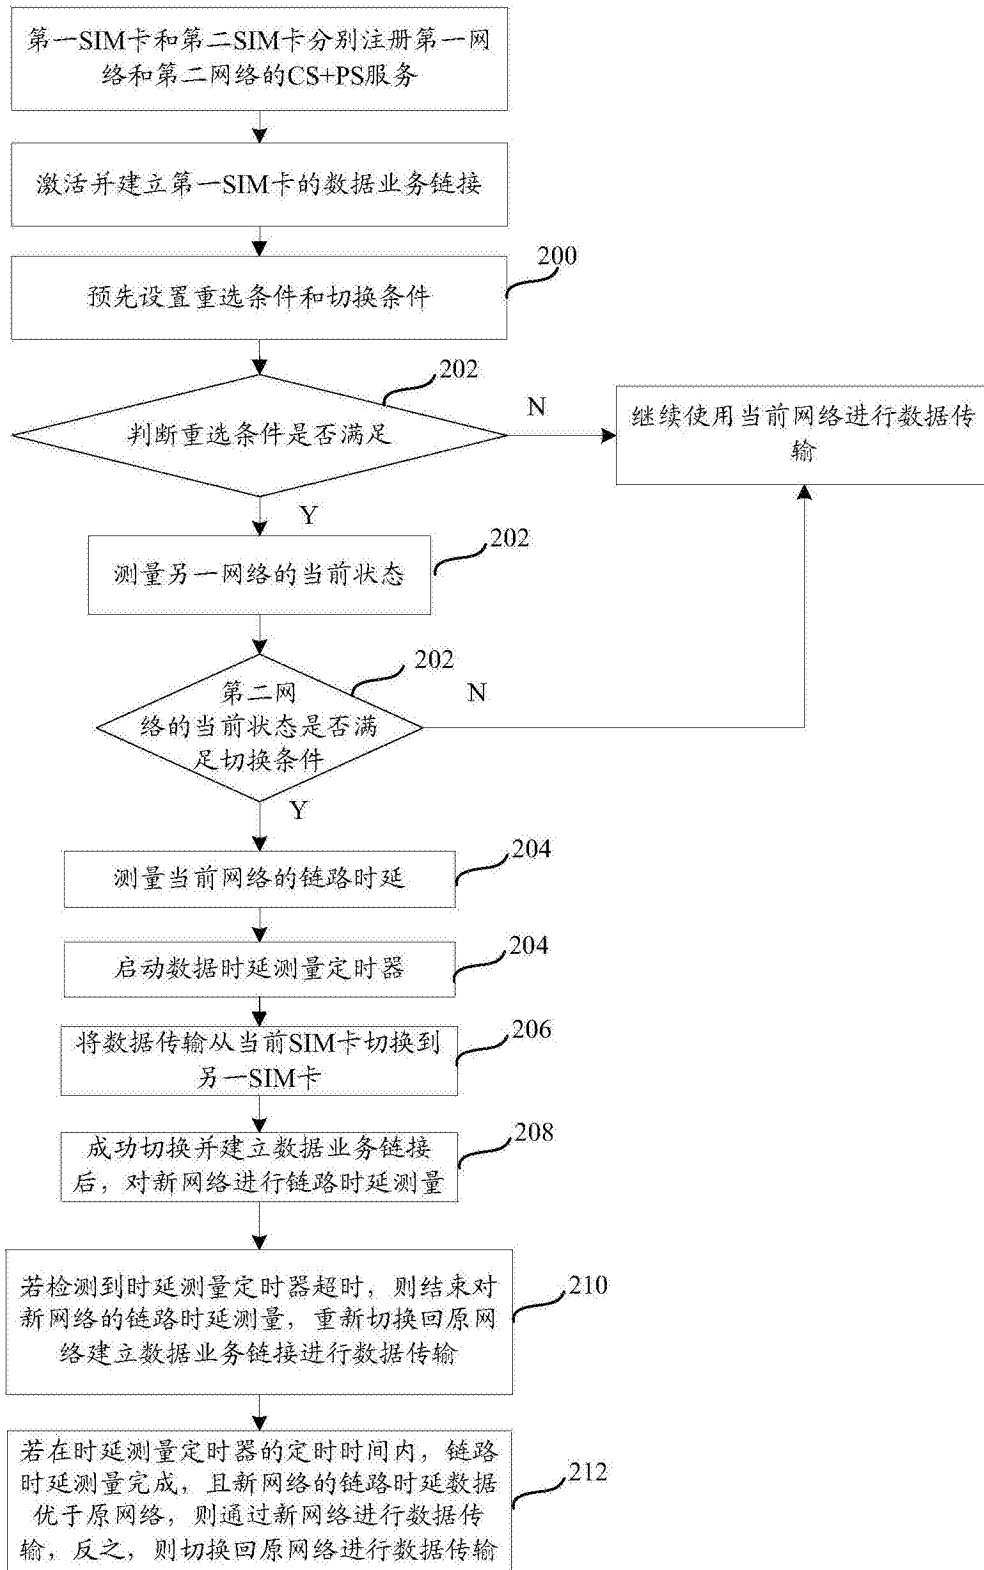 第一SIM卡和第二SIM卡分别注册第一网
络和第二网络的CS+PS服务
激活并建立第一SIM卡的数据业务链接
200
预先设置重选条件和切换条件
202
判断重选条件是否满足
N
继续使用当前网络进行数据传
输
Y
202
测量另一网络的当前状态
202
第二网
络的当前状态是否满
足切换条件
N
Y
204
测量当前网络的链路时延
204
启动数据时延测量定时器
206
将数据传输从当前SIM卡切换到
另一SIM卡
208
成功切换并建立数据业务链接
后，对新网络进行链路时延测量
210
若检测到时延测量定时器超时，则结束对
新网络的链路时延测量，重新切换回原网
络建立数据业务链接进行数据传输
212
若在时延测量定时器的定时时间内，链路
时延测量完成，且新网络的链路时延数据
优于原网络，则通过新网络进行数据传
输，反之，则切换回原网络进行数据传输